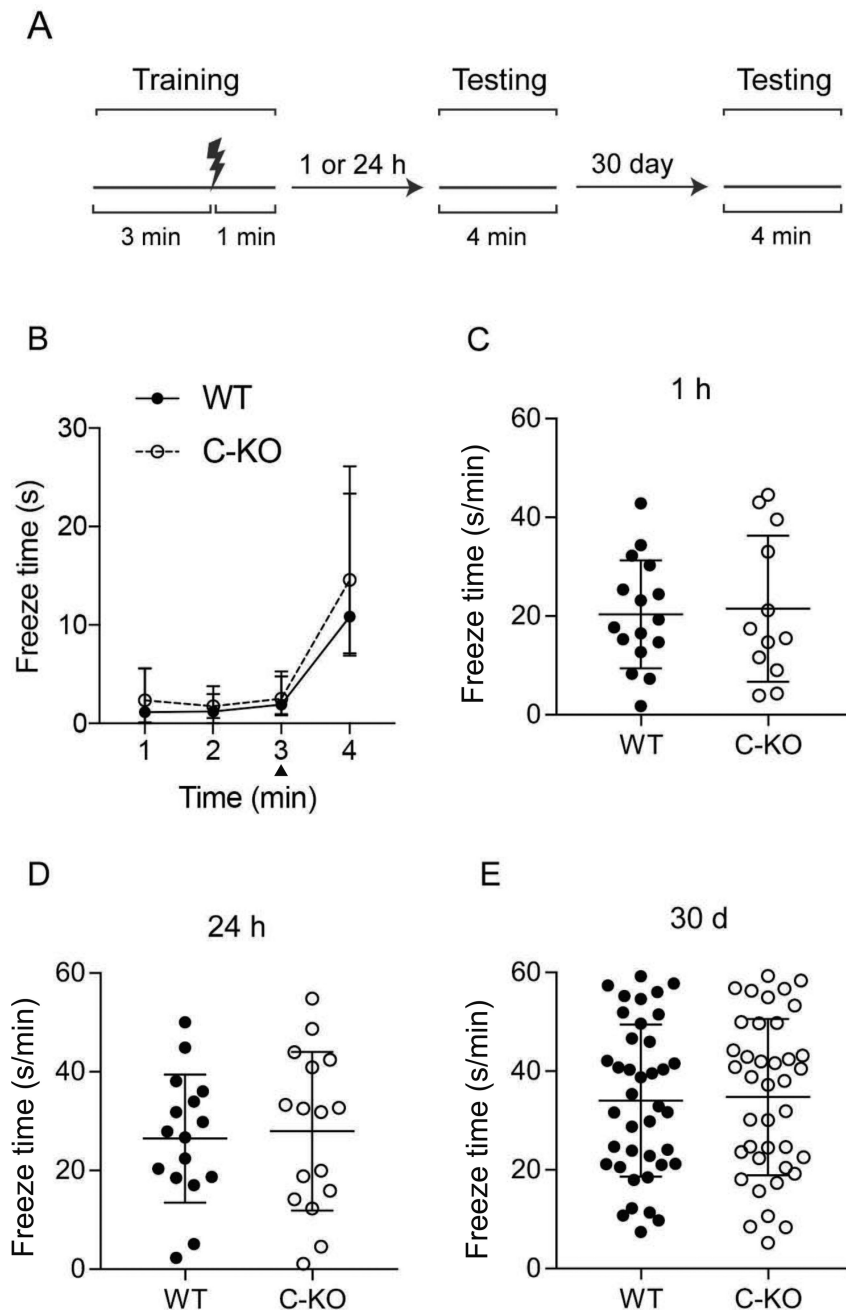 A
Training Testing Testing
1 or 24 h 30 day
3 min 1 min 4 min 4 min
B
WT
C-KO
Freeze time (s)
30
20
10
0
1 2 3 4
▲
Time (min)
C
1 h
Freeze time (s/min)
60
40
20
0
WT C-KO
D
24 h
Freeze time (s/min)
60
40
20
0
WT C-KO
E
30 d
Freeze time (s/min)
60
40
20
0
WT C-KO